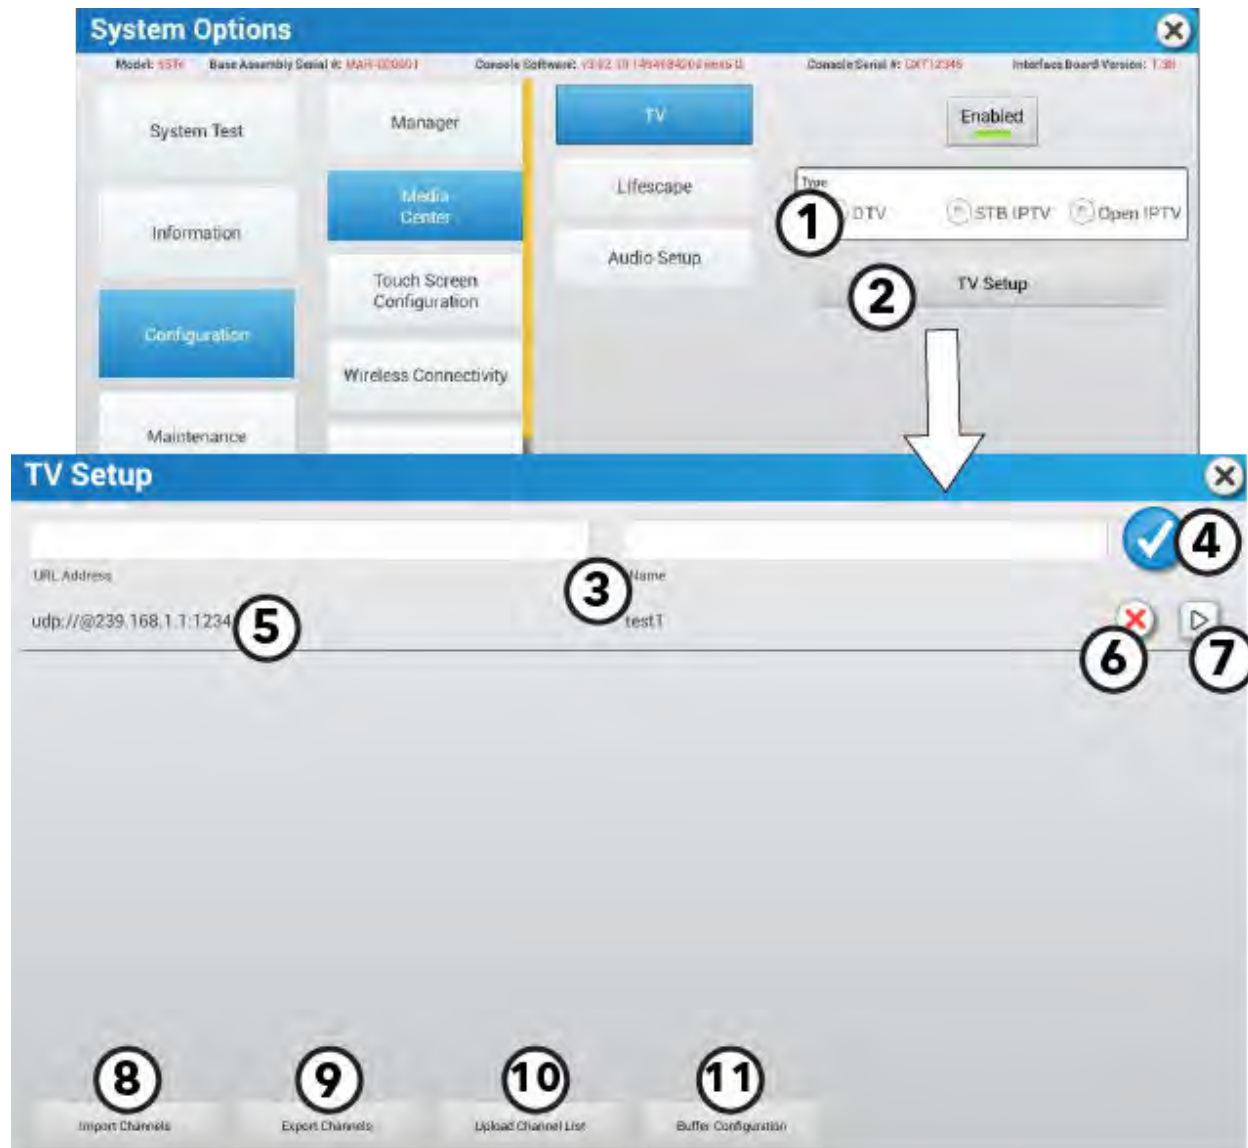 System Options
Model: Base Assembly Serial #: MAR-000001 Console Software: Console Serial #: CXT12345 Interface Board Version:
System Test
Manager
TV
Enabled
Information
Media
Center
Lifescape
Type
1 DTV STB IPTV Open IPTV
Configuration
Touch Screen
Configuration
Audio Setup
2 TV Setup
Wireless Connectivity
Maintenance
TV Setup
4
URL Address
3 Name
udp://@239.168.1.1:1234
5
test1
6
7
8
9
10
11
Import Channels
Export Channels
Upload Channel List
Buffer Configuration